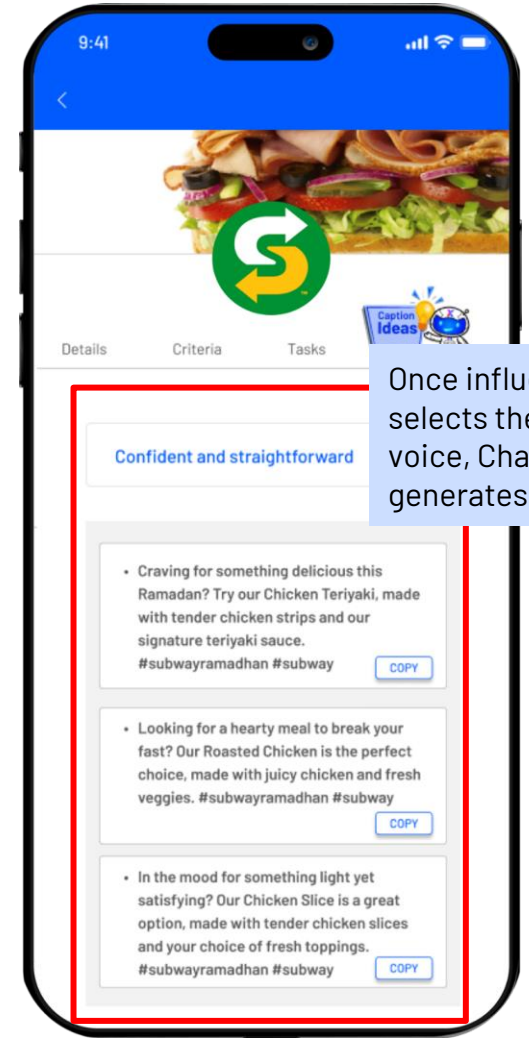 9:41
Caption
Ideas
Details
Criteria
Tasks
Once
selects
voice,
generates
Confident and straightforward
• Craving for something delicious this
Ramadan? Try our Chicken Teriyaki, made
with tender chicken strips and our
signature teriyaki sauce.
#subwayramadhan #subway
COPY
• Looking for a hearty meal to break your
fast? Our Roasted Chicken is the perfect
choice, made with juicy chicken and fresh
veggies. #subwayramadhan #subway
COPY
• In the mood for something light yet
satisfying? Our Chicken Slice is a great
option, made with tender chicken slices
and your choice of fresh toppings.
#subwayramadhan #subway
COPY